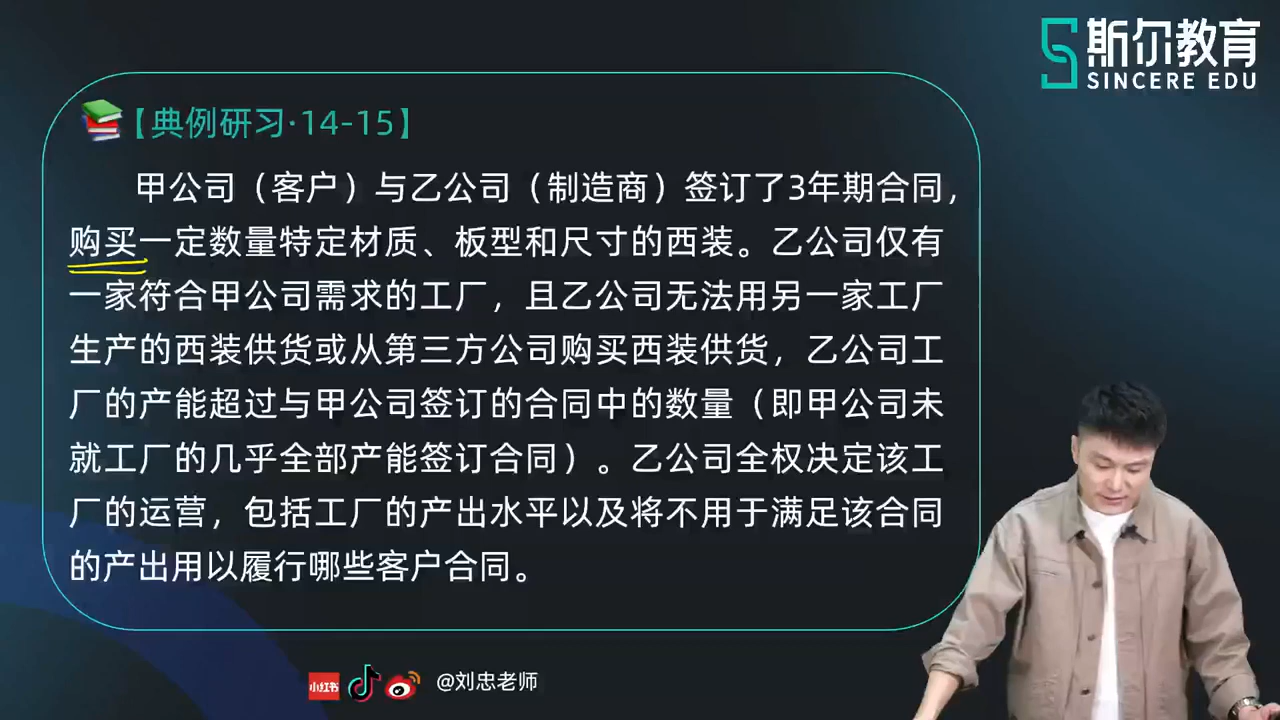 斯尔教育
SINCERE EDU
【典例研习·14-15】
甲公司（客户）与乙公司（制造商）签订了3年期合同，
购买一定数量特定材质、板型和尺寸的西装。乙公司仅有
一家符合甲公司需求的工厂，且乙公司无法用另一家工厂
生产的西装供货或从第三方公司购买西装供货，乙公司工
厂的产能超过与甲公司签订的合同中的数量（即甲公司未
就工厂的几乎全部产能签订合同）。乙公司全权决定该工
厂的运营，包括工厂的产出水平以及将不用于满足该合同
的产出用以履行哪些客户合同。
小红书
@刘忠老师